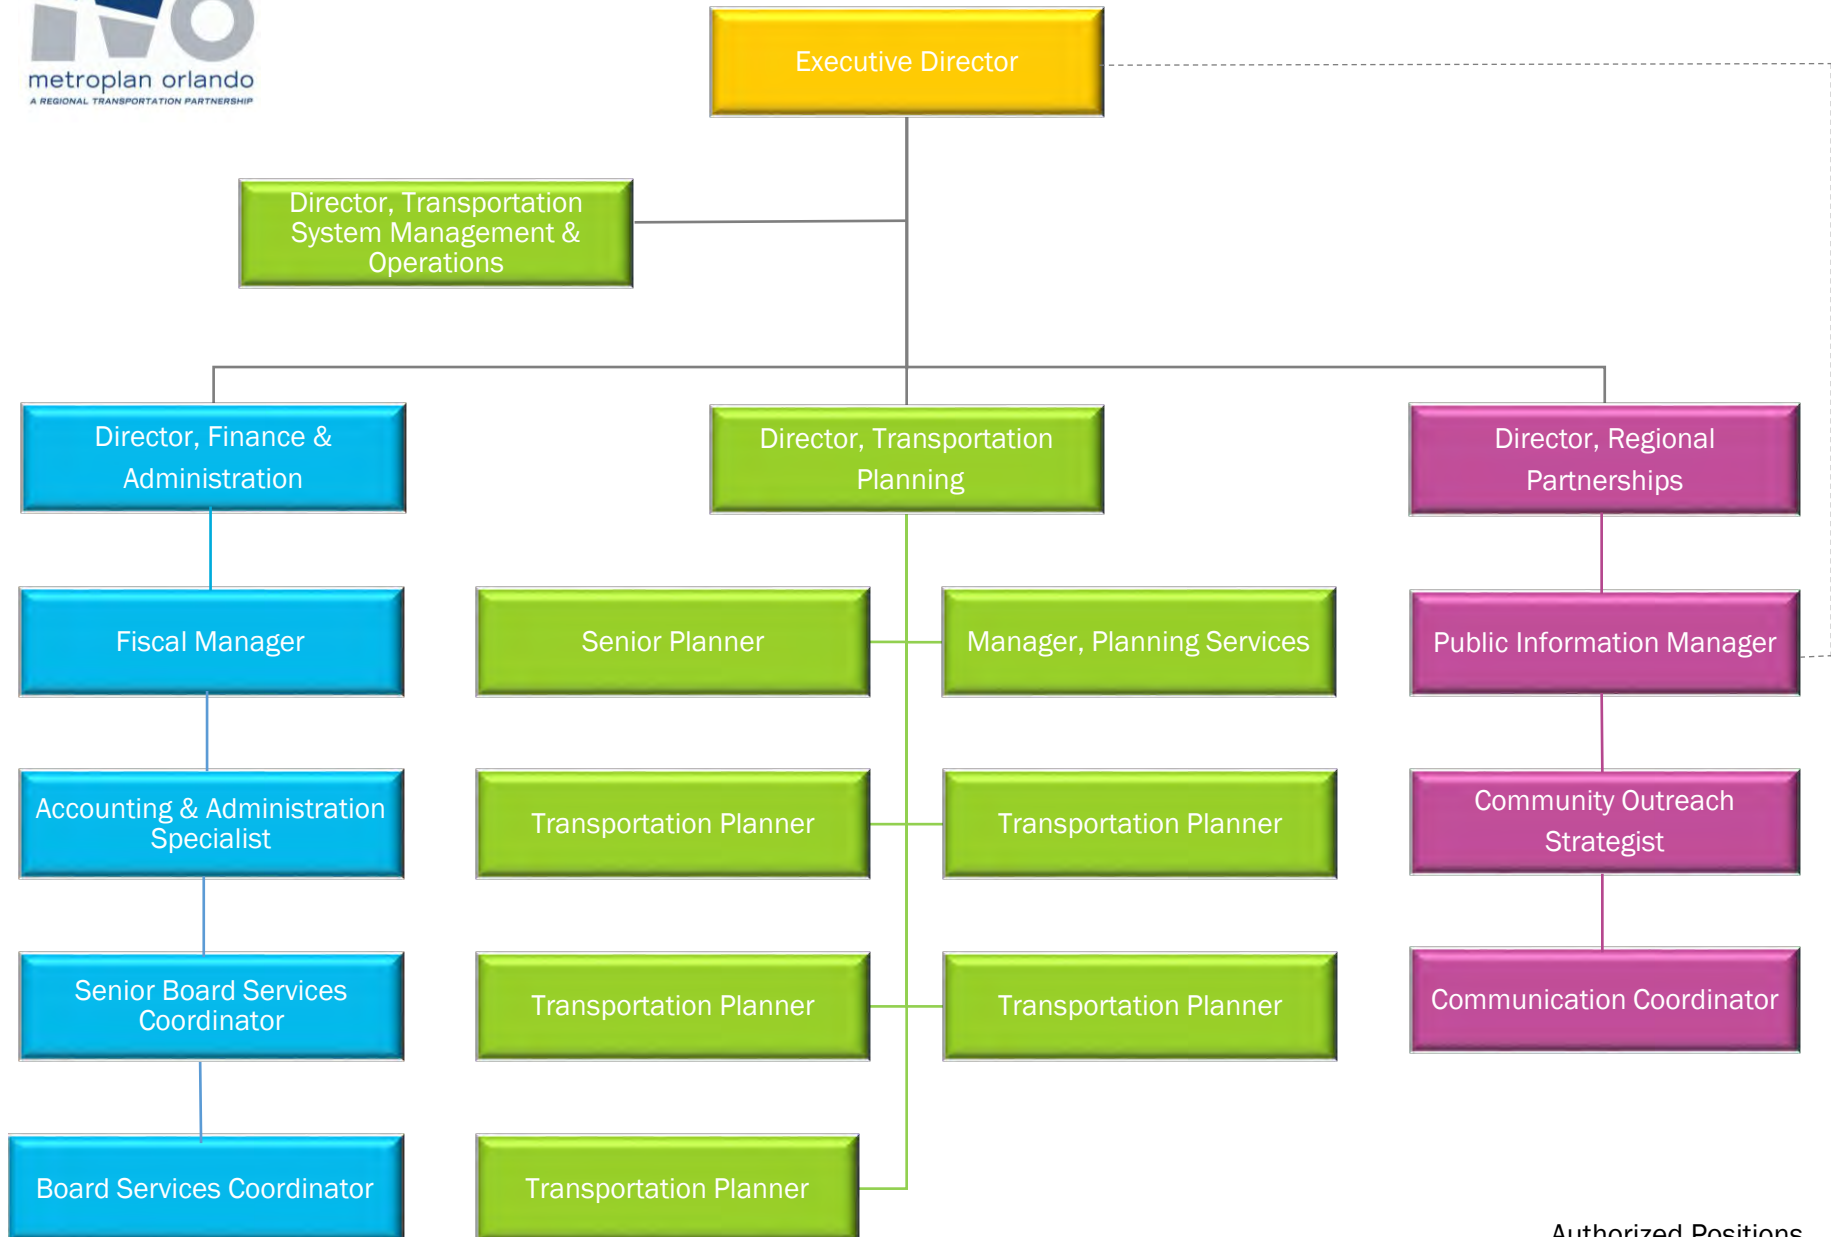 metroplan orlando
A REGIONAL TRANSPORTATION PARTNERSHIP
Executive Director
Director, Transportation
System Management &
Operations
Director, Finance &
Administration
Director, Transportation
Planning
Director, Regional
Partnerships
Fiscal Manager
Senior Planner
Manager, Planning Services
Public Information Manager
Accounting & Administration
Specialist
Transportation Planner
Transportation Planner
Community Outreach
Strategist
Senior Board Services
Coordinator
Transportation Planner
Transportation Planner
Communication Coordinator
Board Services Coordinator
Transportation Planner
Authorized Positions